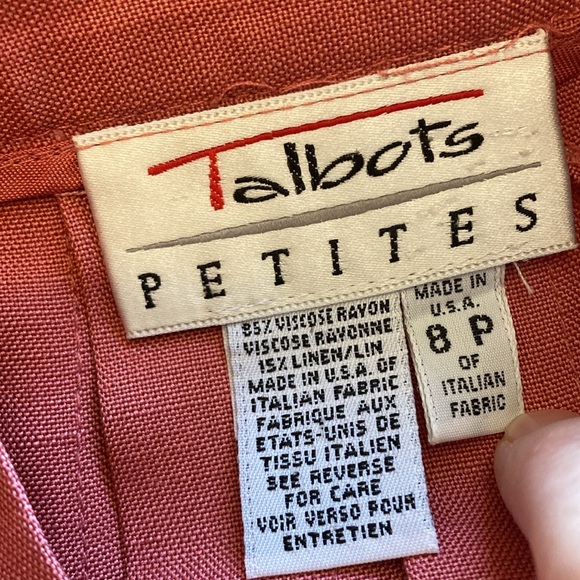 Talbots
PETITES
85% VISCOSE RAYON
VISCOSE RAYONNE
15% LINEN/LIN
MADE IN U.S.A. OF
ITALIAN FABRIC
FABRIQUE AUX
ETATS-UNIS DE
TISSU ITALIEN
SEE REVERSE
FOR CARE
VOIR VERSO POUR
ENTRETIEN
MADE IN
U.S.A.
8 P
OF
ITALIAN
FABRIC